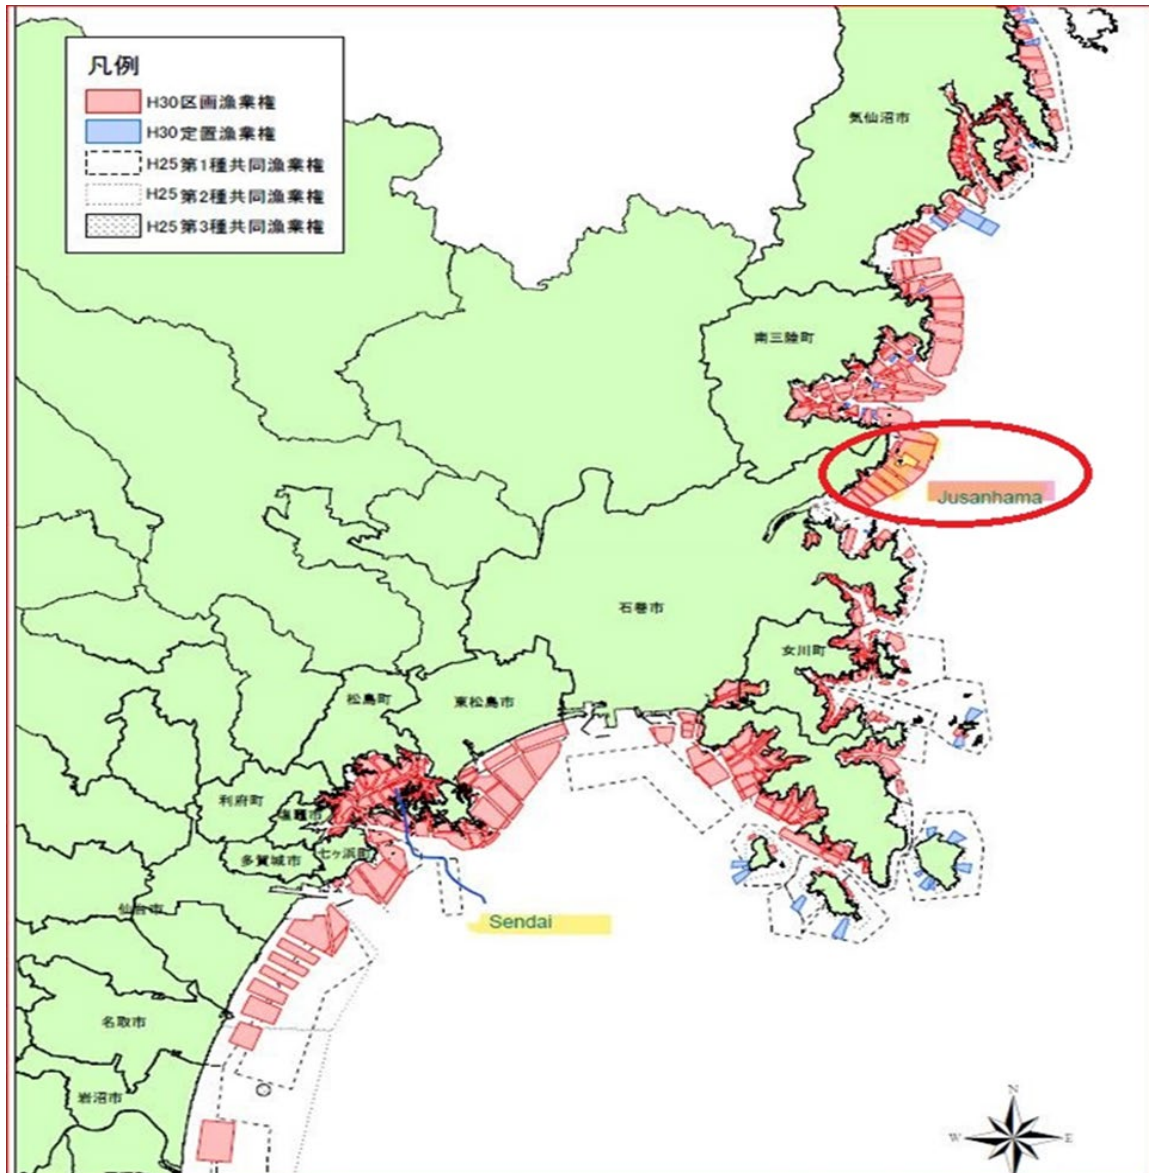 凡例
H30区画漁業権
H30定置漁業権
H25第1種共同漁業権
H25第2種共同漁業権
H25第3種共同漁業権
気仙沼市
南三陸町
Jusanhama
石巻市
女川町
松島町
東松島市
利府町
塩竈市
多賀城市
七ヶ浜町
仙台市
Sendai
名取市
岩沼市
N
W
E